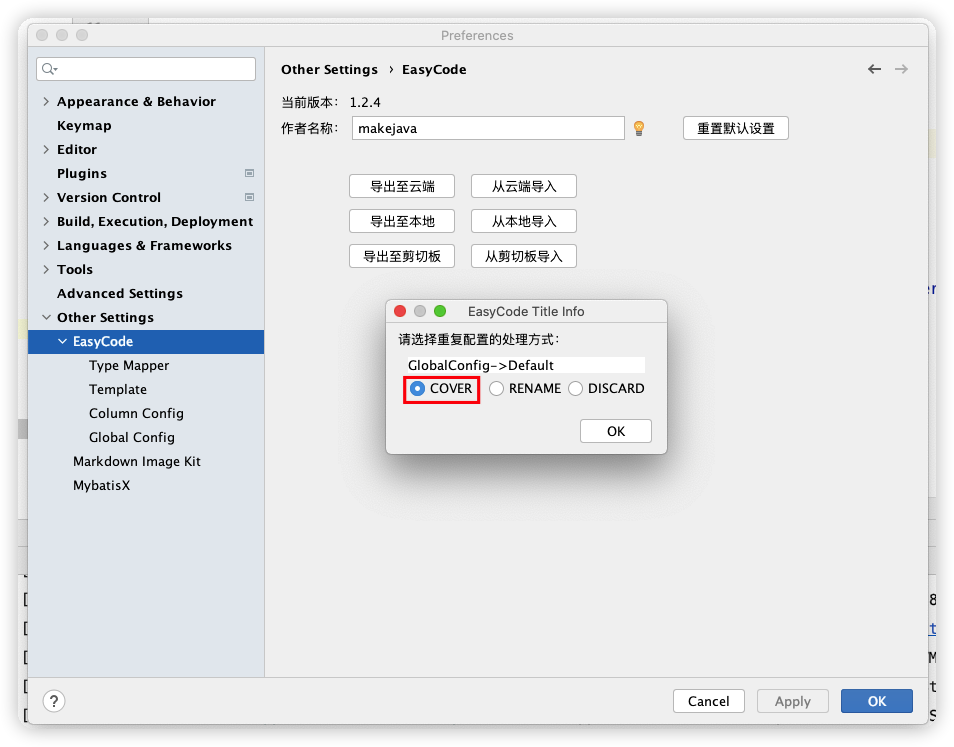 Preferences
Other Settings › EasyCode
当前版本： 1.2.4
作者名称： makejava 重置默认设置
导出至云端 从云端导入
导出至本地 从本地导入
导出至剪切板 从剪切板导入
Appearance & Behavior
Keymap
Editor
Plugins
Version Control
Build, Execution, Deployment
Languages & Frameworks
Tools
Advanced Settings
Other Settings
EasyCode
Type Mapper
Template
Column Config
Global Config
Markdown Image Kit
MybatisX
EasyCode Title Info
请选择重复配置的处理方式：
GlobalConfig->Default
COVER RENAME DISCARD
OK
? Cancel Apply OK